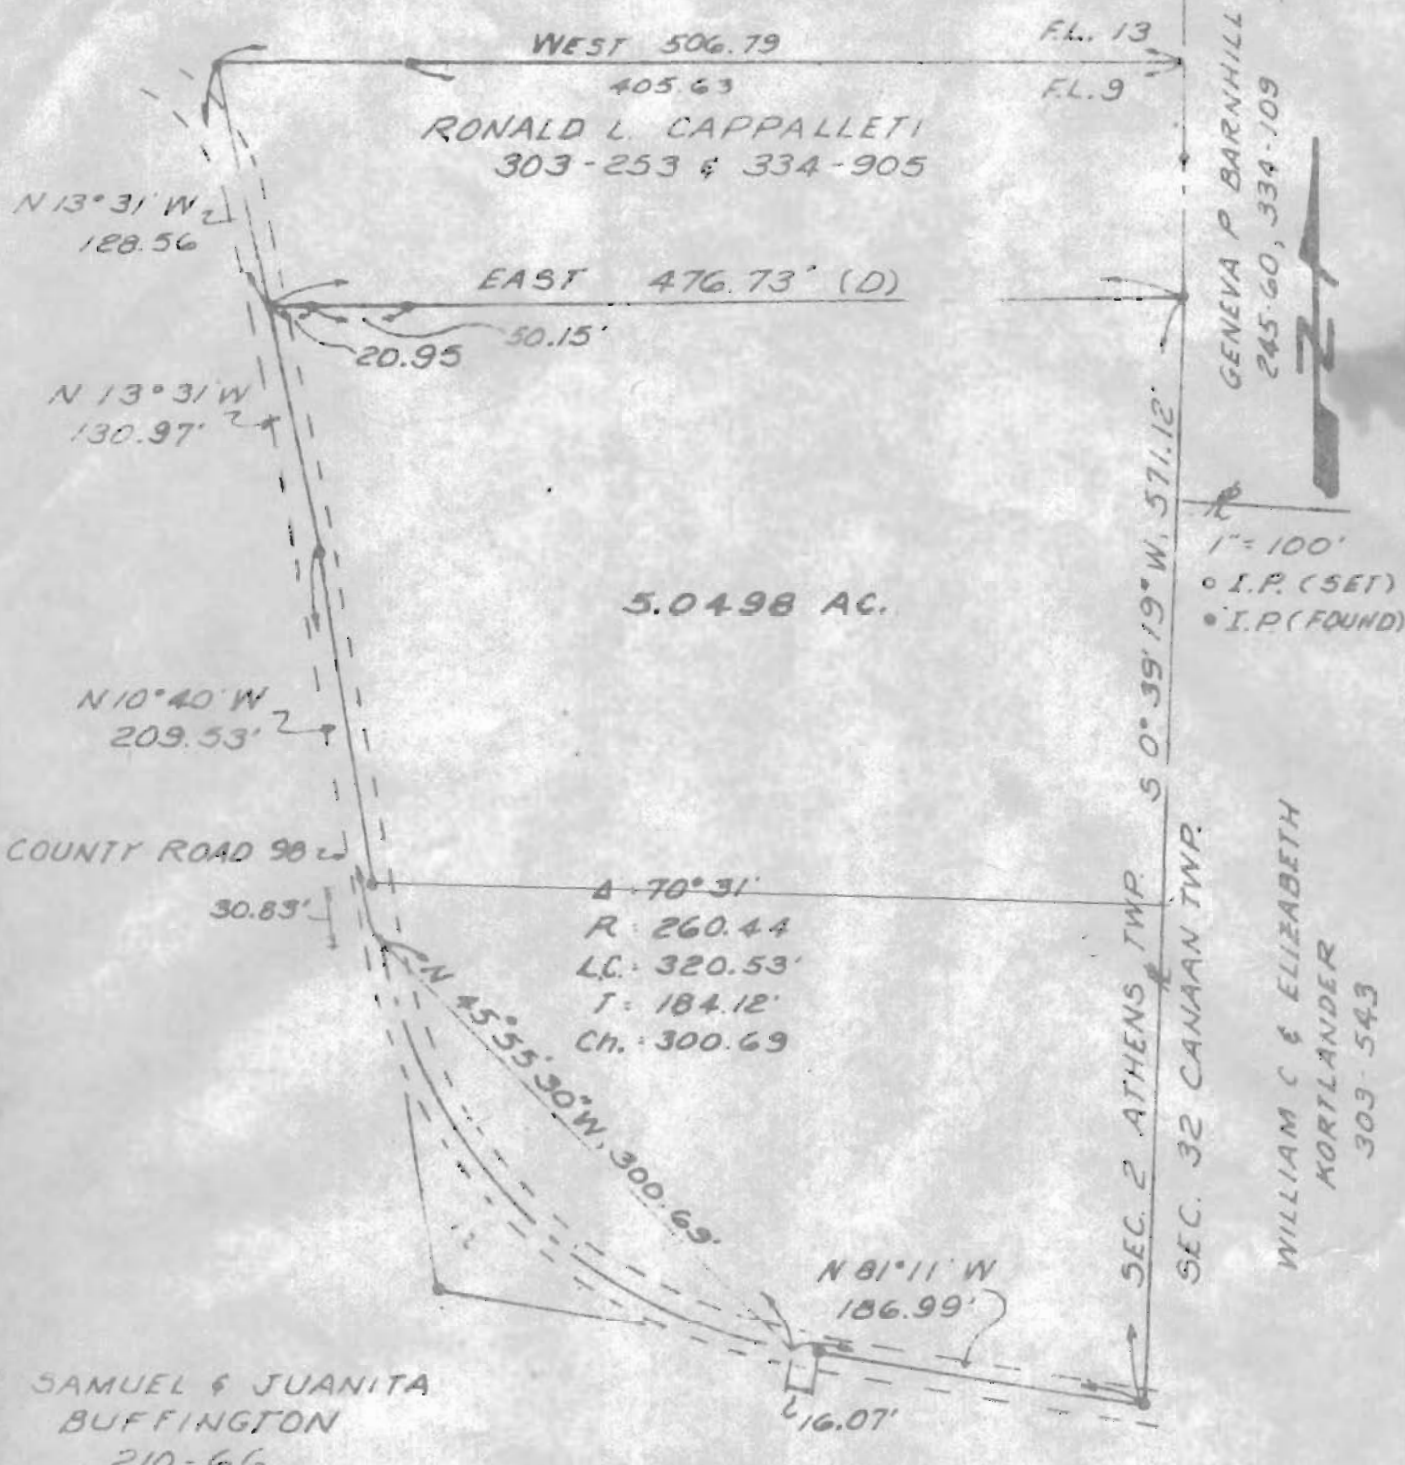 WEST 506.79
F.L. 13
405.63
F.L. 9
RONALD L. CAPPALLETI
303-253 & 334-905
GENEVA P BARNHILL
245-60, 334-109
N 13°31' W
128.56
EAST 476.73' (D)
20.95
50.15'
N 13°31' W
130.97'
S 0°39'19" W, 571.12'
1"= 100'
I.P. (SET)
I.P (FOUND)
5.0498 AC.
N 10°40' W
209.53'
COUNTY ROAD 98
30.83'
Δ: 70°31'
R: 260.44
L.C.: 320.53'
T: 184.12'
Ch.: 300.69
N 45°55'30" W, 300.69'
SEC. 2 ATHENS TWP.
SEC. 32 CANAAN TWP.
WILLIAM C & ELIZABETH
KORTLANDER
303-543
N 81°11' W
186.99'
16.07'
SAMUEL & JUANITA
BUFFINGTON
210-66